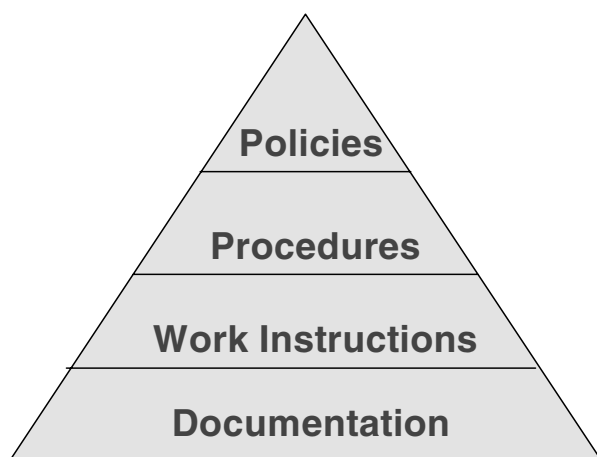 Policies
Procedures
Work Instructions
Documentation